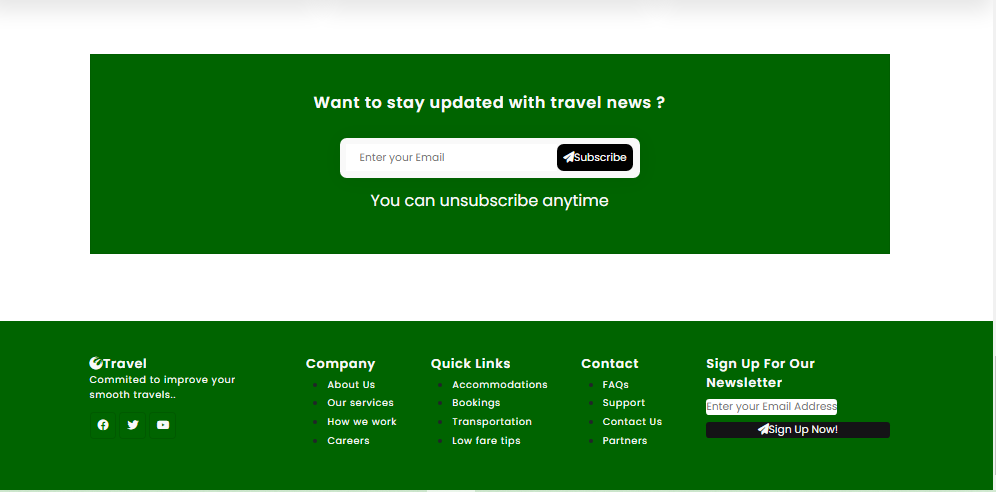 Want to stay updated with travel news ?
Enter your Email
Subscribe
You can unsubscribe anytime
Travel
Commited to improve your
smooth travels..
Company
About Us
Our services
How we work
Careers
Quick Links
Accommodations
Bookings
Transportation
Low fare tips
Contact
FAQs
Support
Contact Us
Partners
Sign Up For Our
Newsletter
Enter your Email Address
Sign Up Now!